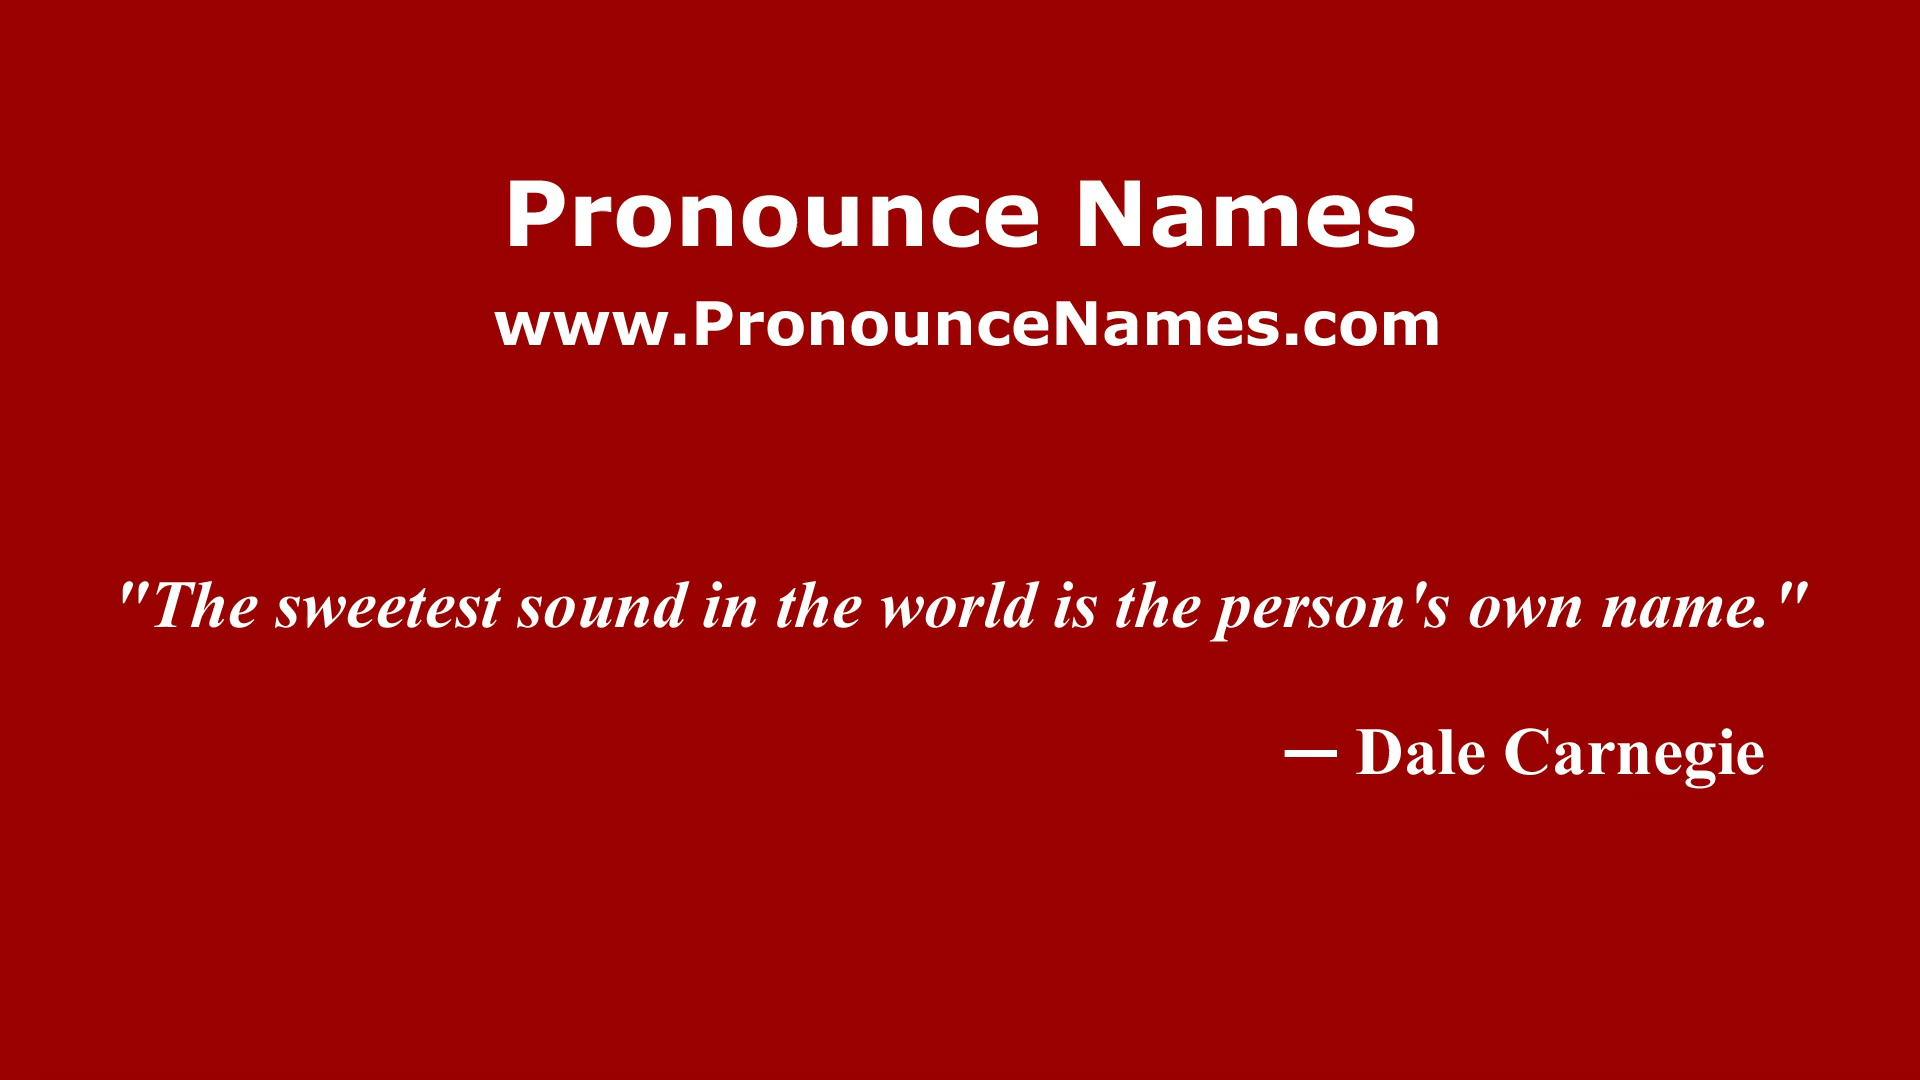 Pronounce Names
www.PronounceNames.com
"The sweetest sound in the world is the person's own name."
— Dale Carnegie